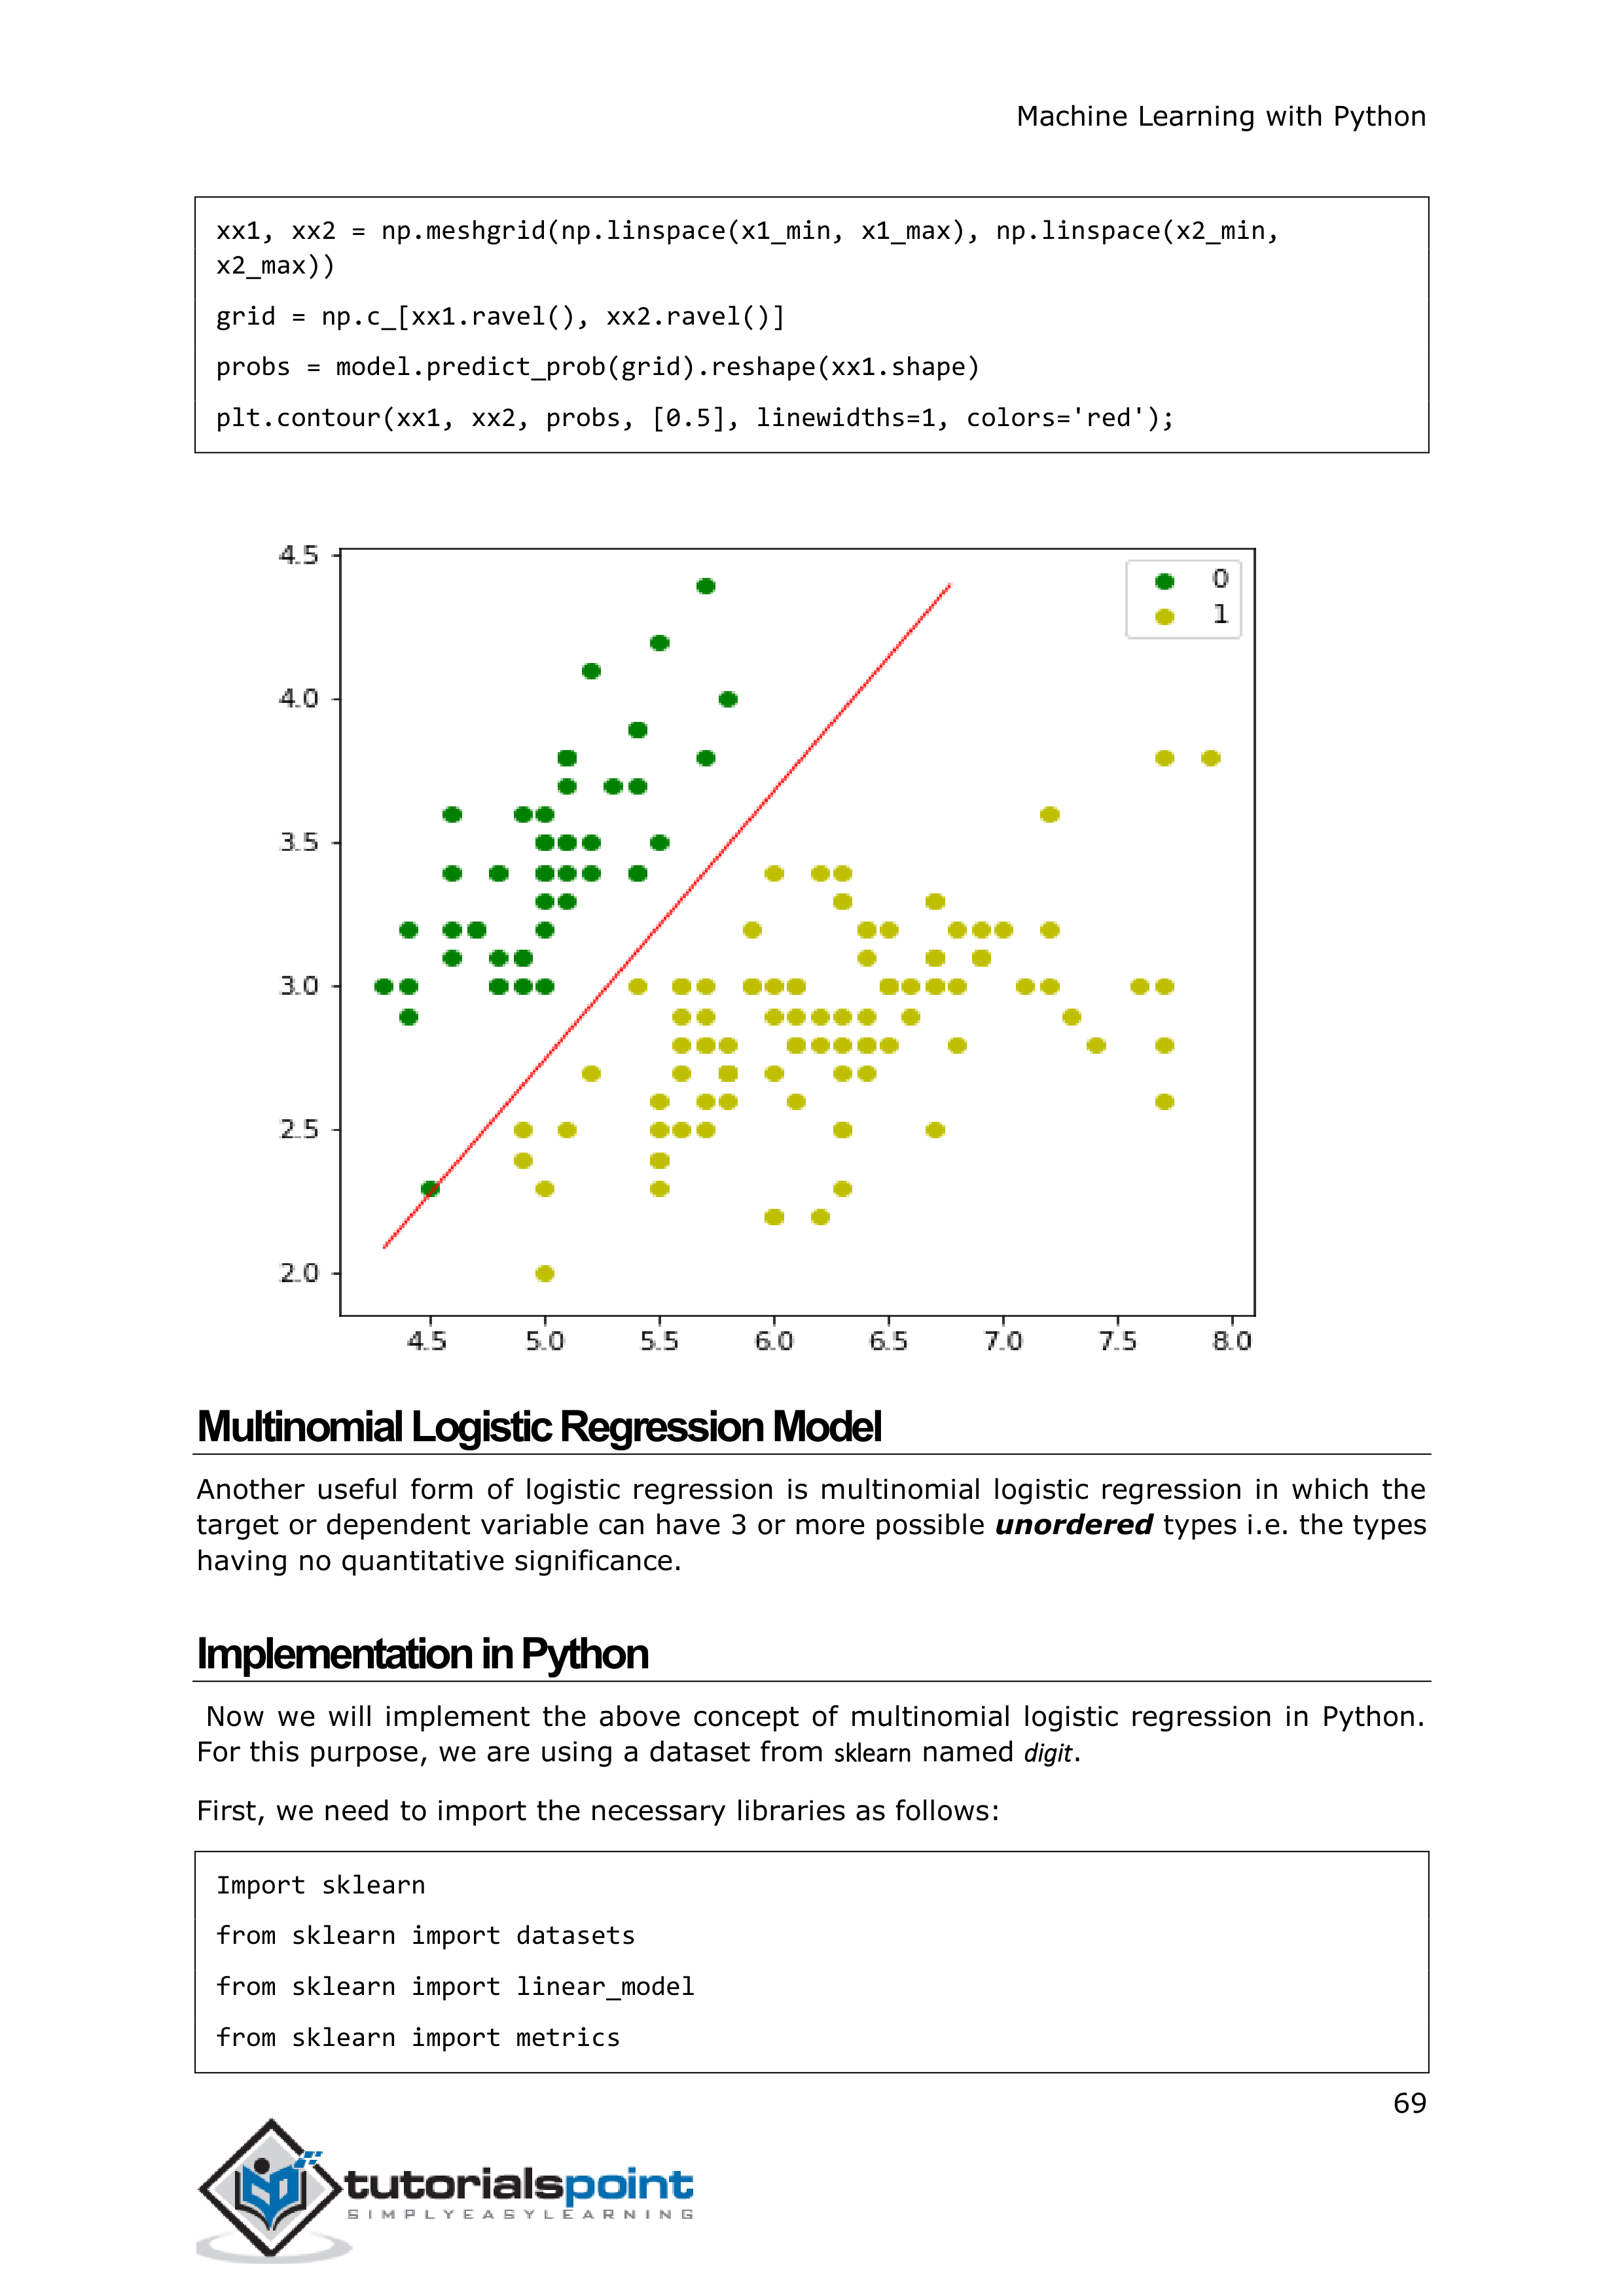 Machine Learning with Python
xx1, xx2 = np.meshgrid(np.linspace(x1_min, x1_max), np.linspace(x2_min,
x2_max))
grid = np.c_[xx1.ravel(), xx2.ravel()]
probs = model.predict_prob(grid).reshape(xx1.shape)
plt.contour(xx1, xx2, probs, [0.5], linewidths=1, colors='red');
4.5
4.0
3.5
3.0
2.5
2.0
0
1
4.5 5.0 5.5 6.0 6.5 7.0 7.5 8.0
Multinomial Logistic Regression Model
Another useful form of logistic regression is multinomial logistic regression in which the
target or dependent variable can have 3 or more possible unordered types i.e. the types
having no quantitative significance.
Implementation in Python
Now we will implement the above concept of multinomial logistic regression in Python.
For this purpose, we are using a dataset from sklearn named digit.
First, we need to import the necessary libraries as follows:
Import sklearn
from sklearn import datasets
from sklearn import linear_model
from sklearn import metrics
69
tutorialspoint
SIMPLYEASYLEARNING